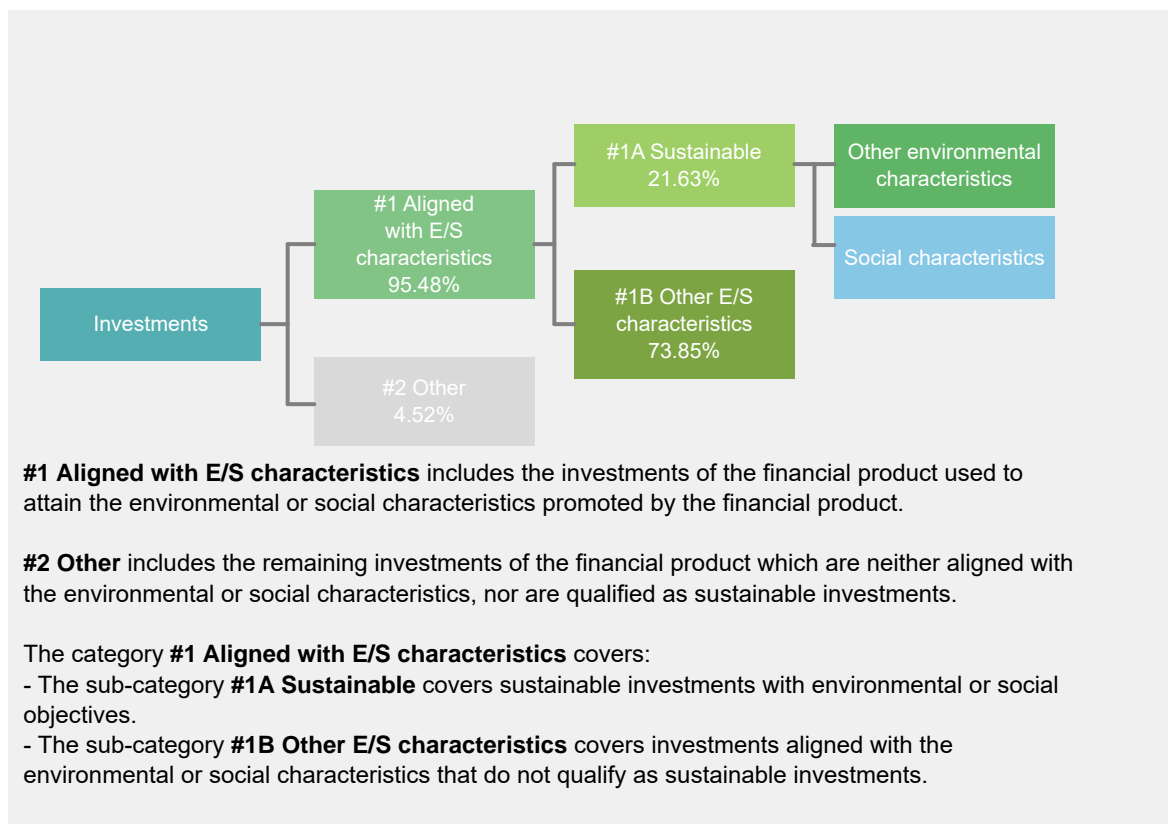 #1A Sustainable
21.63%
Other environmental
characteristics
#1 Aligned
with E/S
characteristics
95.48%
Social characteristics
#1B Other E/S
characteristics
73.85%
Investments
#2 Other
4.52%
#1 Aligned with E/S characteristics includes the investments of the financial product used to
attain the environmental or social characteristics promoted by the financial product.
#2 Other includes the remaining investments of the financial product which are neither aligned with
the environmental or social characteristics, nor are qualified as sustainable investments.
The category #1 Aligned with E/S characteristics covers:
- The sub-category #1A Sustainable covers sustainable investments with environmental or social
objectives.
- The sub-category #1B Other E/S characteristics covers investments aligned with the
environmental or social characteristics that do not qualify as sustainable investments.